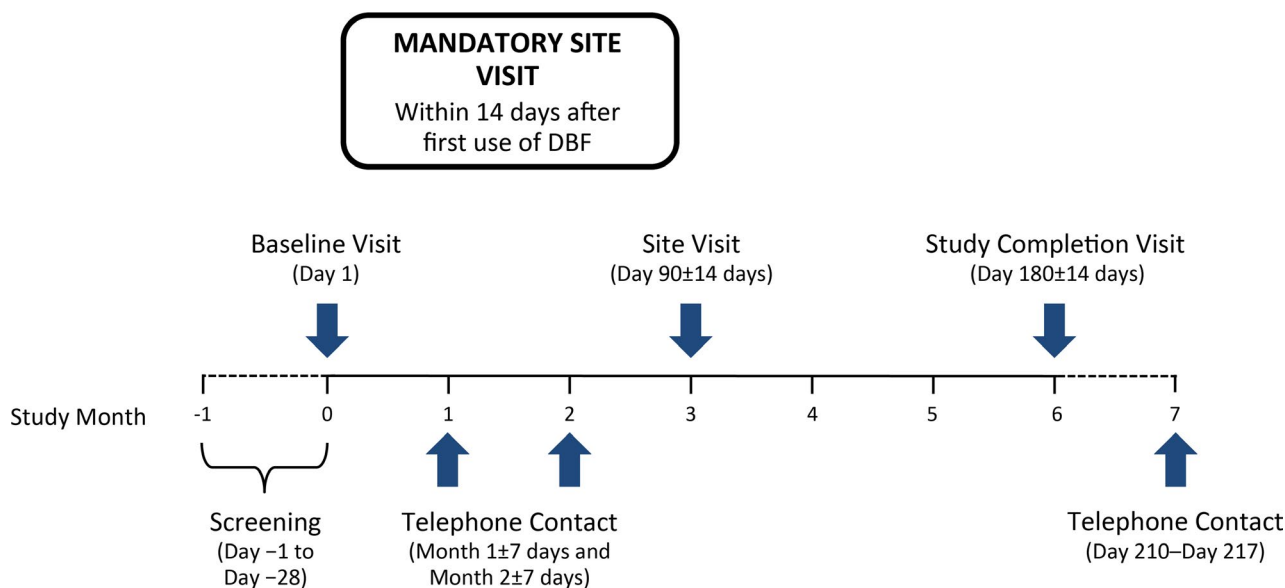 MANDATORY SITE
VISIT
Within 14 days after
first use of DBF
Baseline Visit
(Day 1)
Site Visit
(Day 90±14 days)
Study Completion Visit
(Day 180±14 days)
Study Month
-1 0 1 2 3 4 5 6 7
Screening
(Day −1 to
Day −28)
Telephone Contact
(Month 1±7 days and
Month 2±7 days)
Telephone Contact
(Day 210–Day 217)